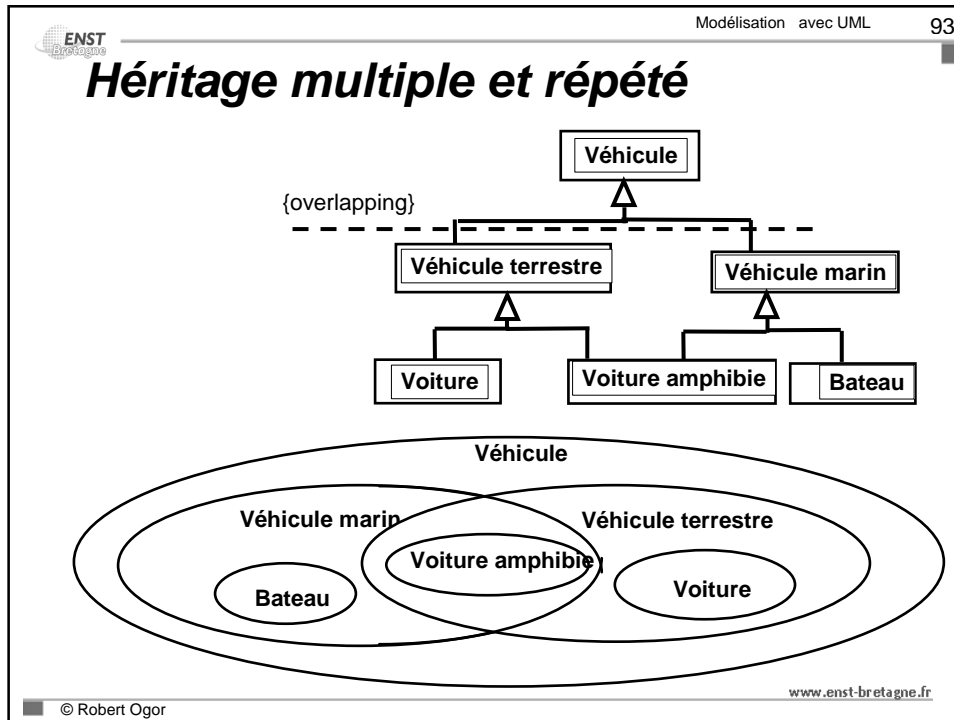 Modélisation avec UML 93
ENST
Bretagne
Héritage multiple et répété
Véhicule
{overlapping}
Véhicule terrestre
Véhicule marin
Voiture
Voiture amphibie
Bateau
Véhicule
Véhicule marin
Véhicule terrestre
Voiture amphibie
Bateau
Voiture
www.enst-bretagne.fr
© Robert Ogor